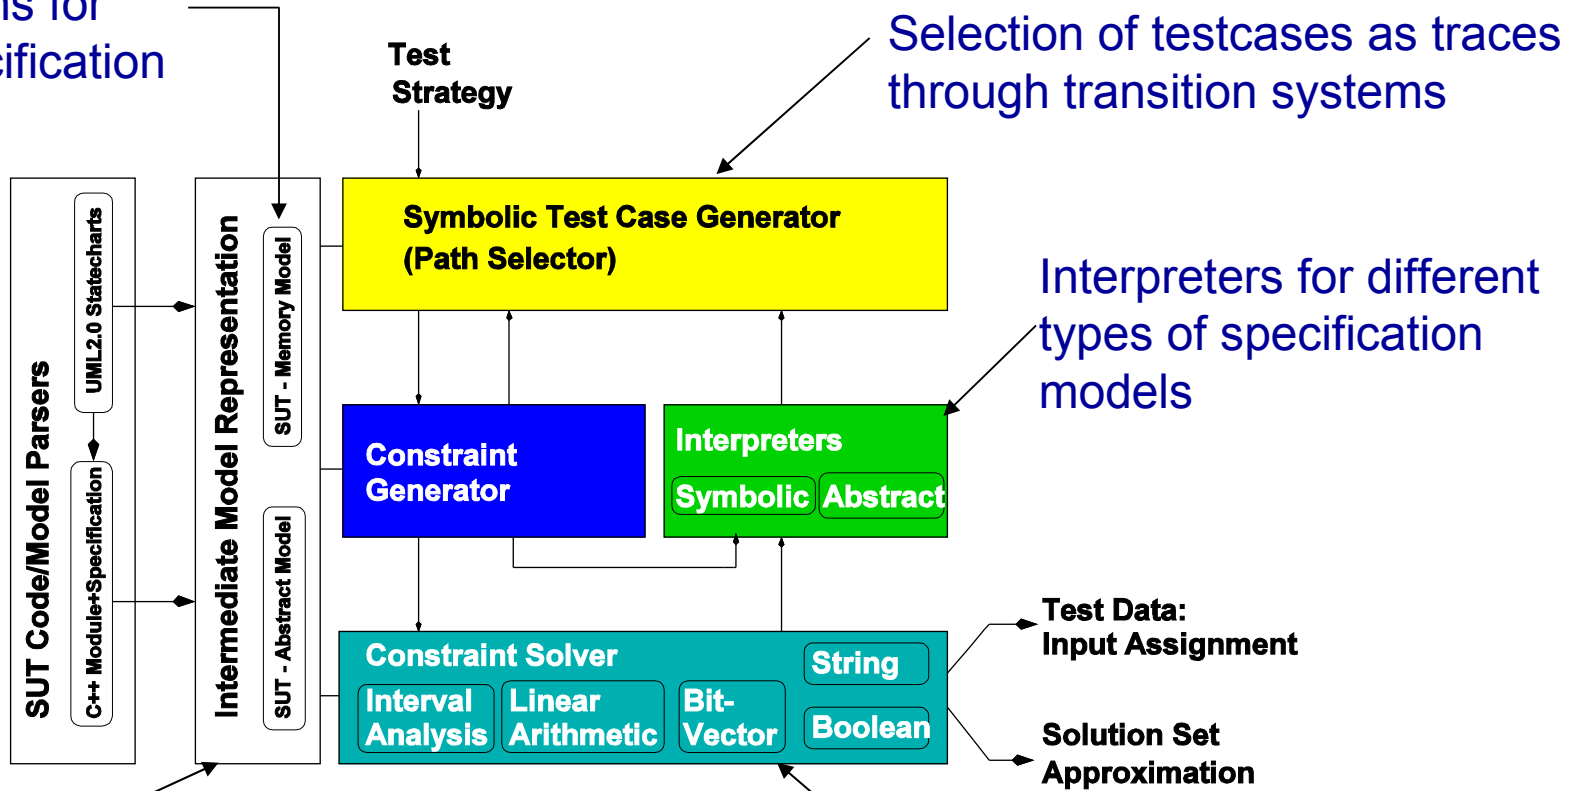 ns for
cification
Test
Strategy
Selection of testcases as traces
through transition systems
SUT Code/Model Parsers
UML2.0 Statecharts
C++ Module+Specification
Intermediate Model Representation
SUT - Memory Model
SUT - Abstract Model
Symbolic Test Case Generator
(Path Selector)
Interpreters for different
types of specification
models
Constraint
Generator
Interpreters
Symbolic
Abstract
Constraint Solver
Interval
Analysis
Linear
Arithmetic
Bit-
Vector
String
Boolean
Test Data:
Input Assignment
Solution Set
Approximation